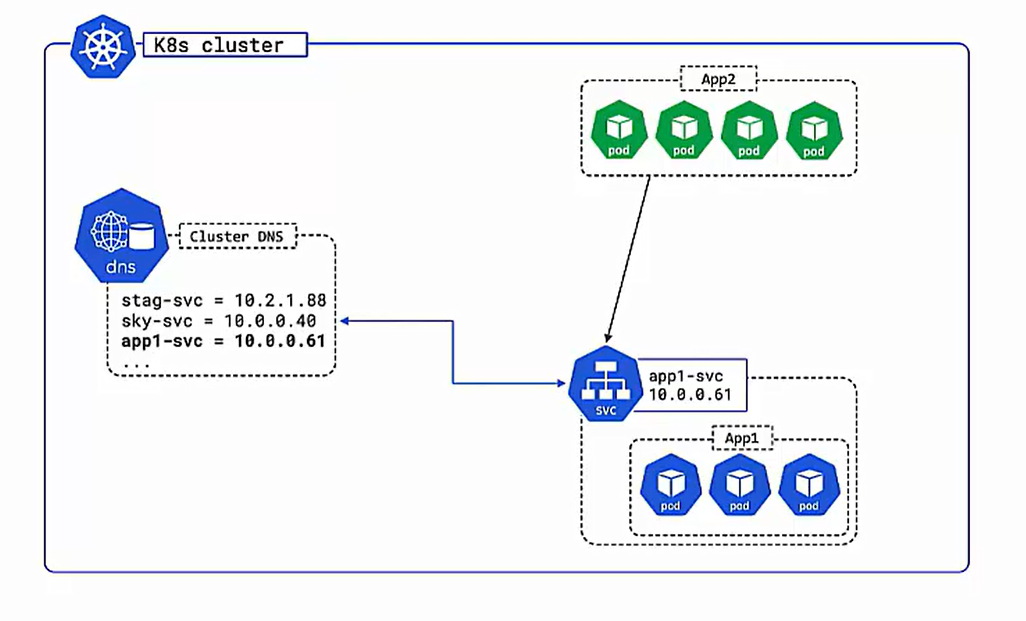 K8s cluster
App2
pod
pod
pod
pod
Cluster DNS
dns
stag-svc = 10.2.1.88
sky-svc = 10.0.0.40
app1-svc = 10.0.0.61
...
app1-svc
10.0.0.61
svc
App1
pod
pod
pod